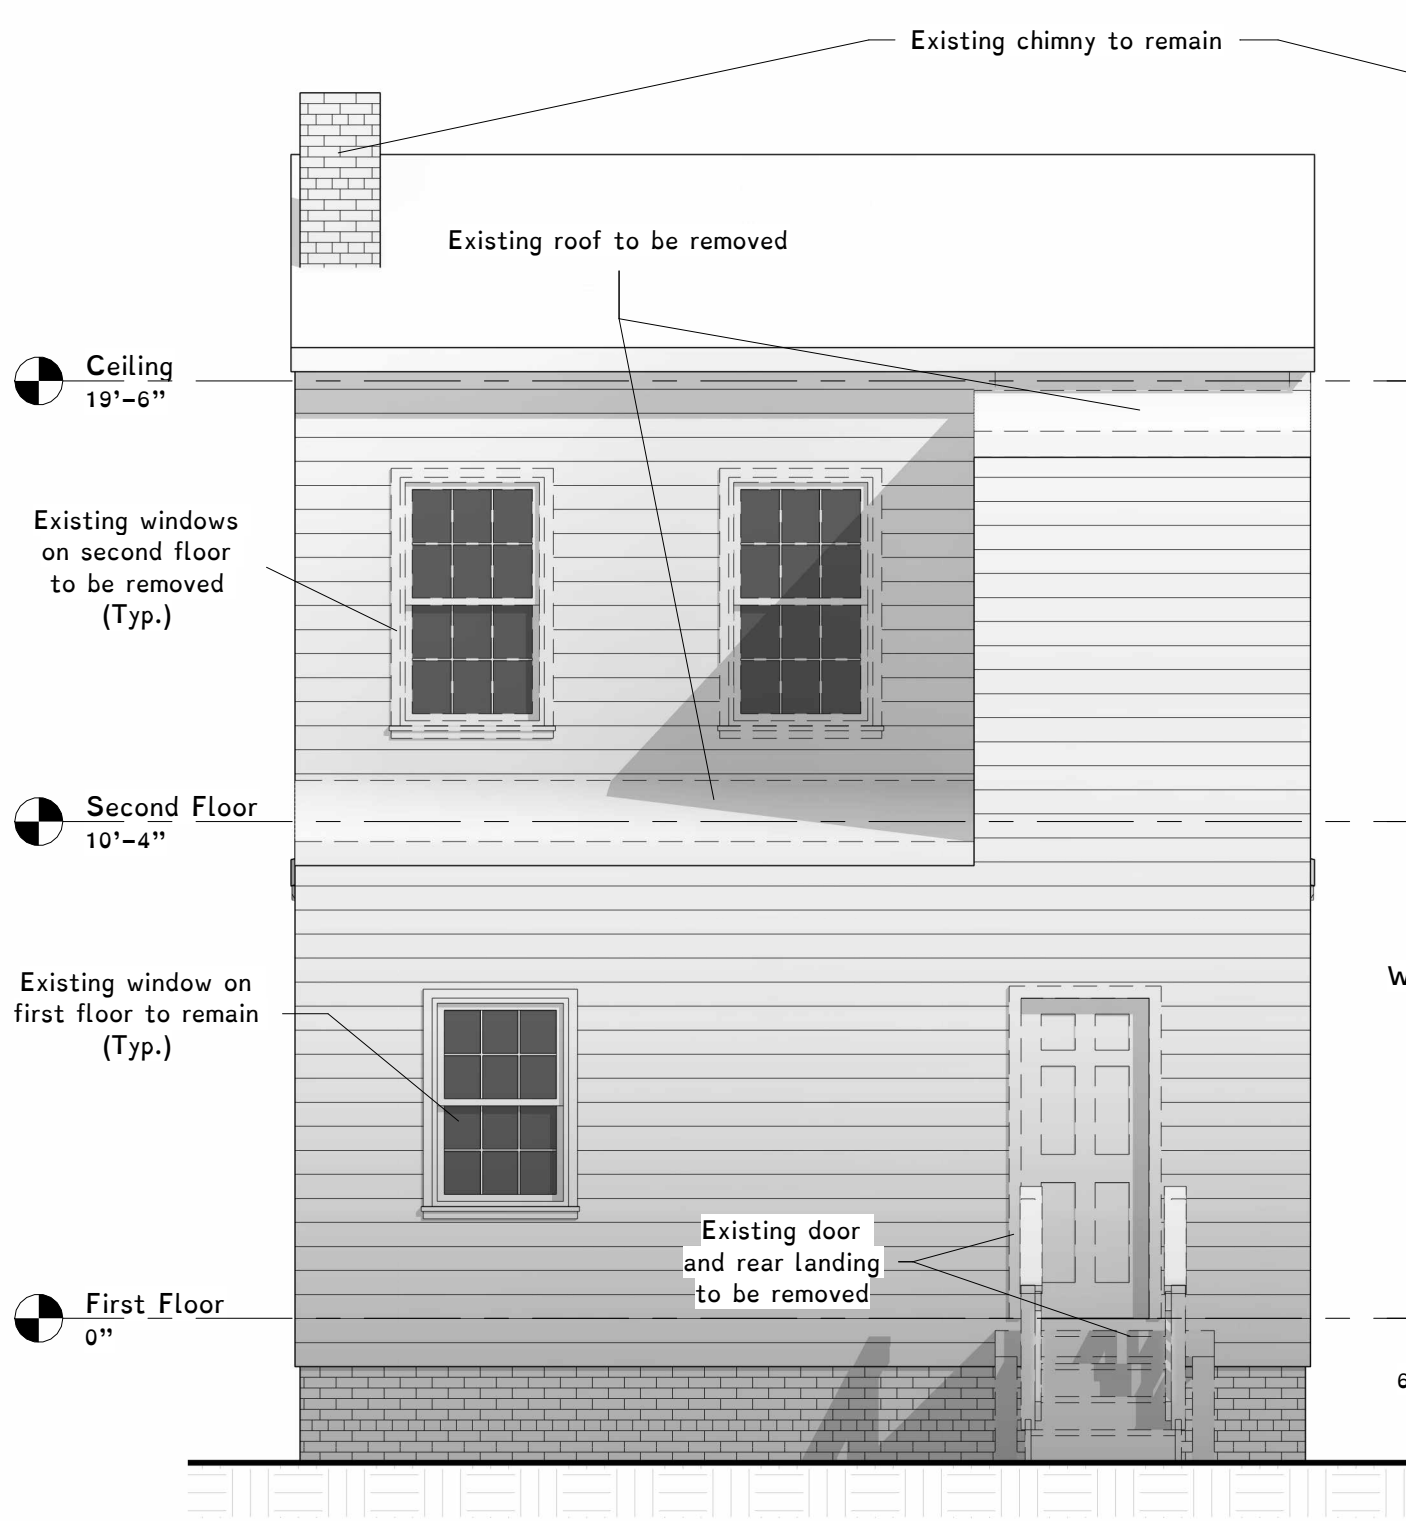 Existing chimny to remain
Existing roof to be removed
Ceiling
19'-6"
Existing windows
on second floor
to be removed
(Typ.)
Second Floor
10'-4"
Existing window on
first floor to remain
(Typ.)
W
Existing door
and rear landing
to be removed
First Floor
0"
6